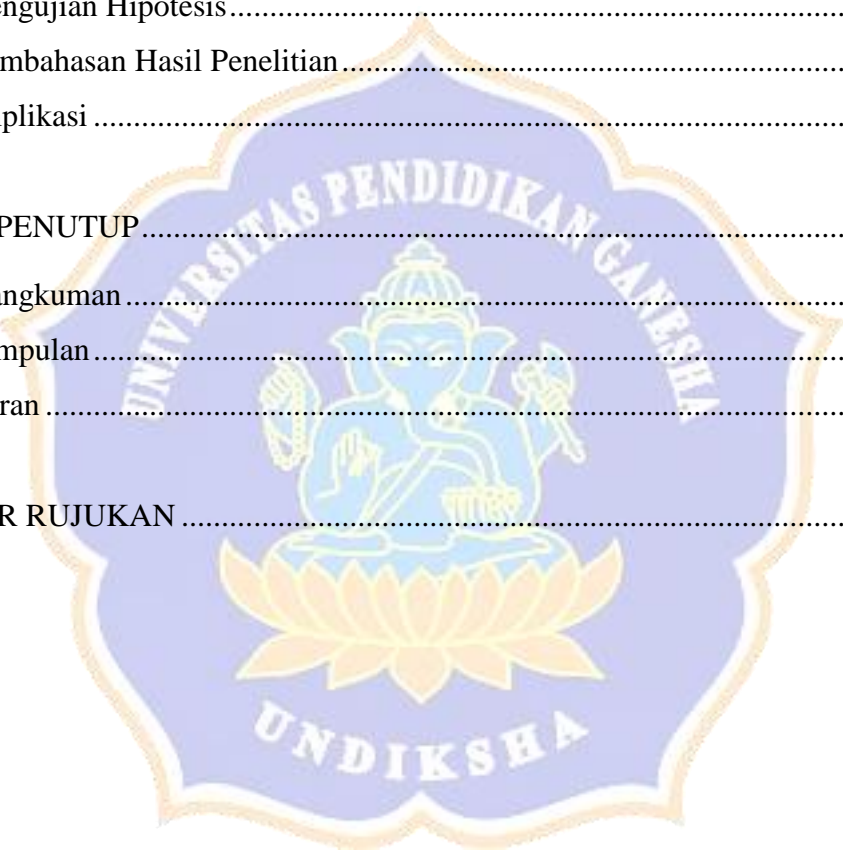 engujian Hipotesis
mbahasan Hasil Penelitian
plikasi
PENUTUP
angkuman
mpulan
ran
R RUJUKAN
UNIVERSITAS PENDIDIKAN GANESHA
UNDIKSHA